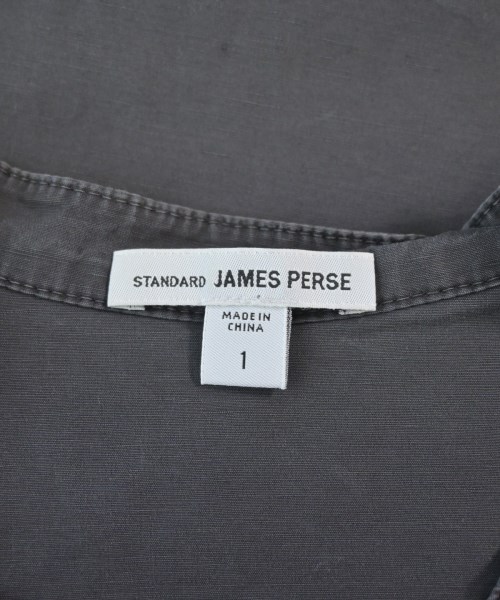 STANDARD JAMES PERSE
MADE IN
CHINA
1